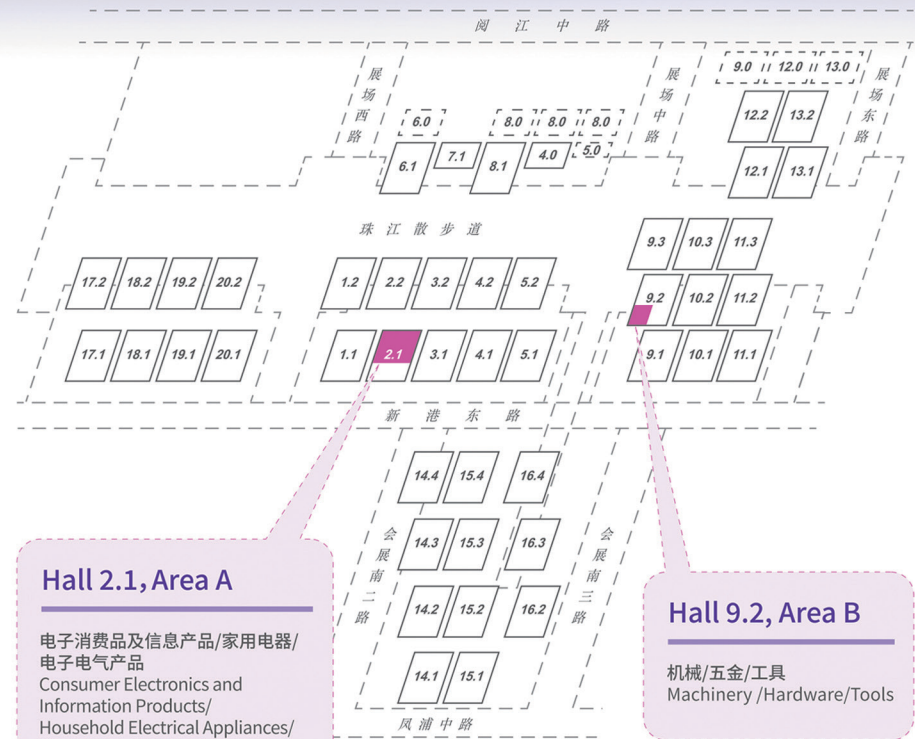 阅江中路
展场西路
展场中路
展场东路
9.0 12.0 13.0
6.0 8.0 8.0 8.0
12.2 13.2
6.1 7.1 8.1 4.0 5.0
12.1 13.1
珠江散步道
9.3 10.3 11.3
17.2 18.2 19.2 20.2
1.2 2.2 3.2 4.2 5.2
9.2 10.2 11.2
17.1 18.1 19.1 20.1
1.1 2.1 3.1 4.1 5.1
9.1 10.1 11.1
新港东路
14.4 15.4 16.4
会展南二路
14.3 15.3 16.3
会展南三路
14.2 15.2 16.2
14.1 15.1
凤浦中路
Hall 2.1, Area A
电子消费品及信息产品/家用电器/
电子电气产品
Consumer Electronics and
Information Products/
Household Electrical Appliances/
Hall 9.2, Area B
机械/五金/工具
Machinery /Hardware/Tools